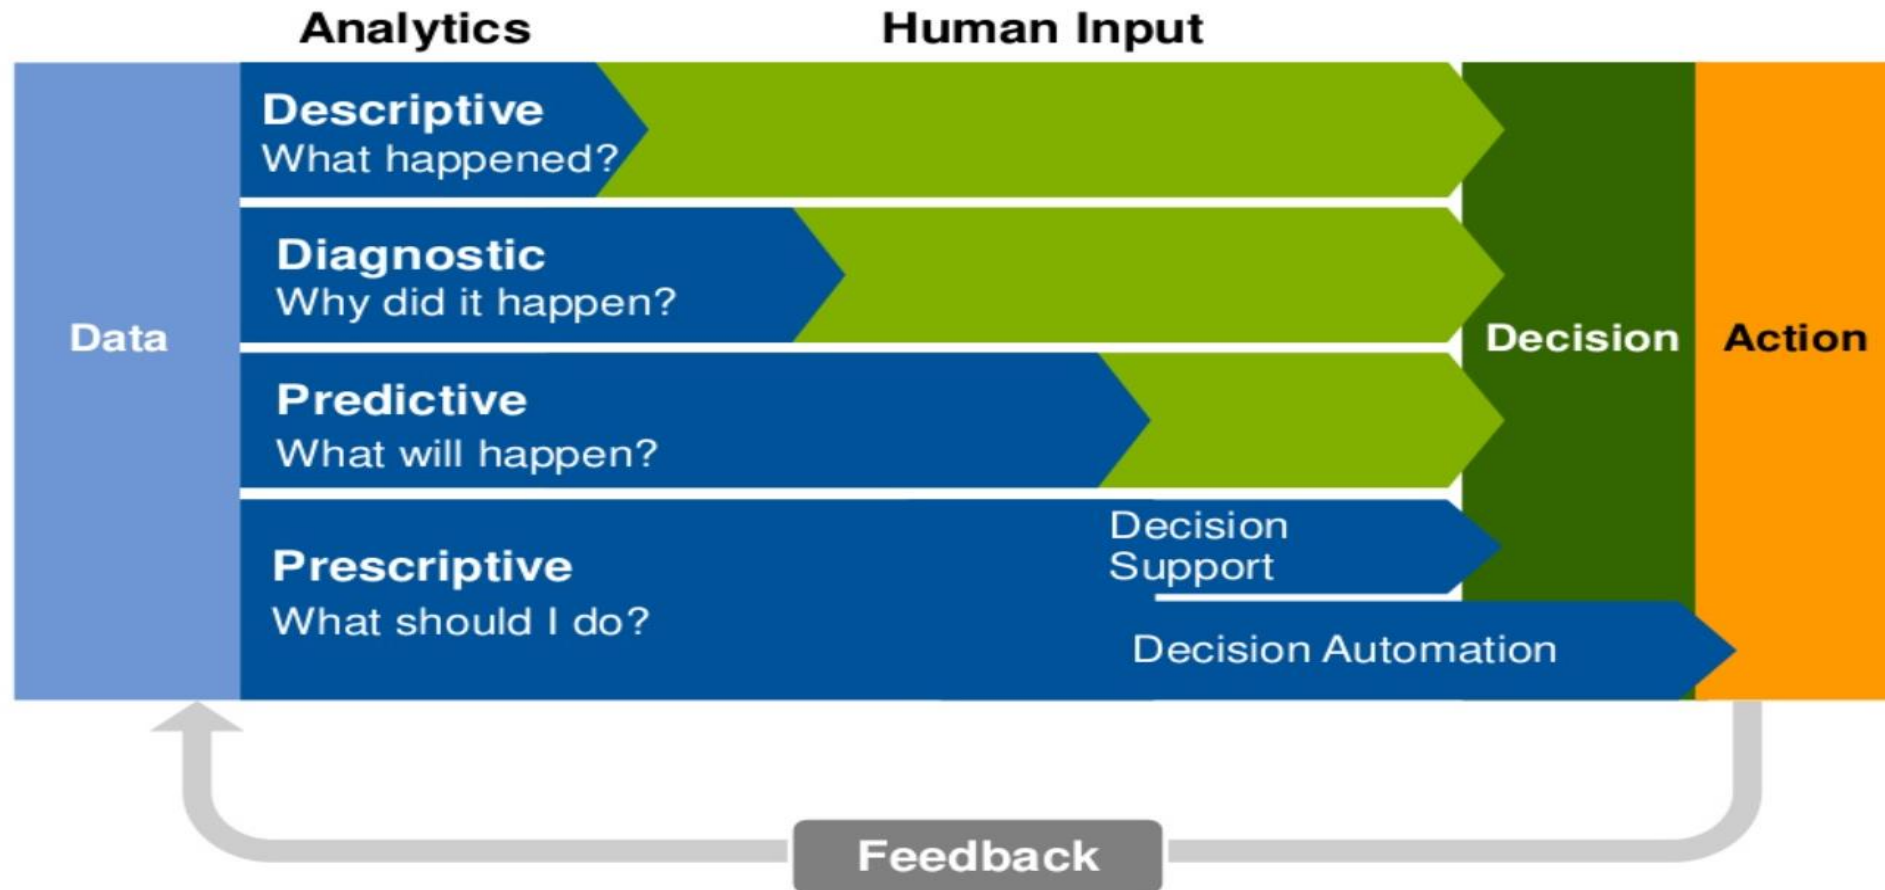 Analytics
Human Input
Descriptive
What happened?
Diagnostic
Why did it happen?
Data
Decision
Action
Predictive
What will happen?
Decision
Support
Prescriptive
What should I do?
Decision Automation
Feedback